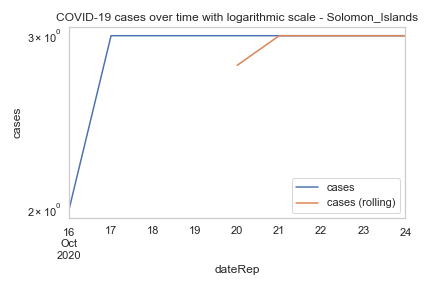 COVID-19 cases over time with logarithmic scale - Solomon_Islands
3 × 10⁰
2 × 10⁰
cases
16 17 18 19 20 21 22 23 24
Oct
2020
dateRep
cases
cases (rolling)